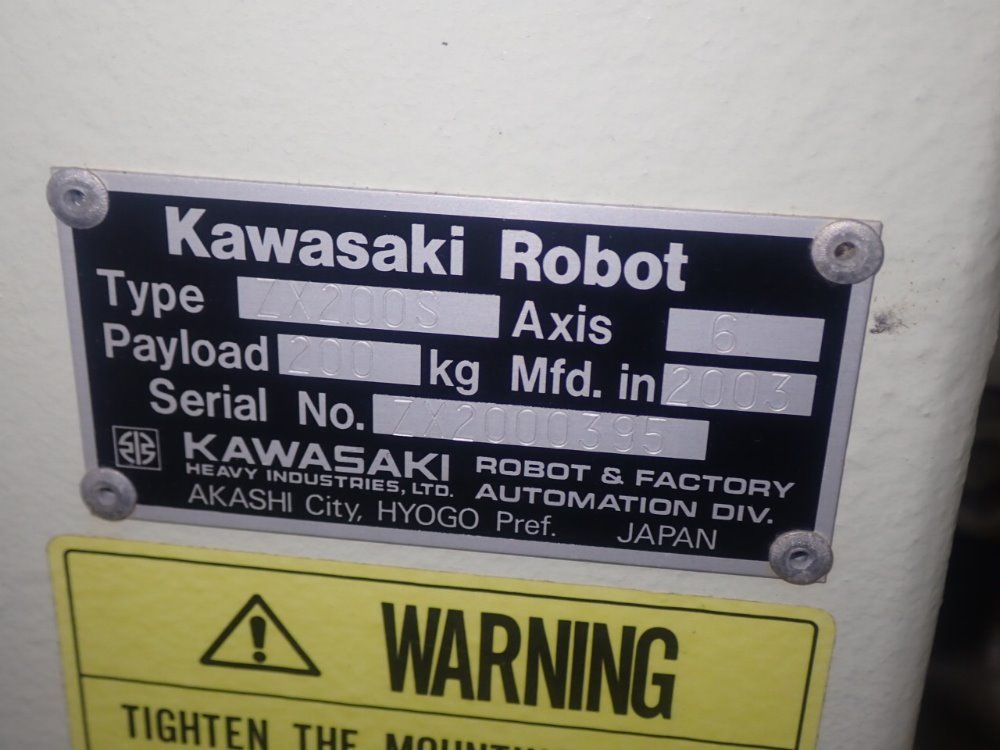 Kawasaki Robot
Type ZX200S Axis 6
Payload 200 kg Mfd. in 2003
Serial No. ZX2000395
KAWASAKI
HEAVY INDUSTRIES, LTD.
ROBOT & FACTORY
AUTOMATION DIV.
AKASHI City, HYOGO Pref. JAPAN
WARNING
TIGHTEN THE